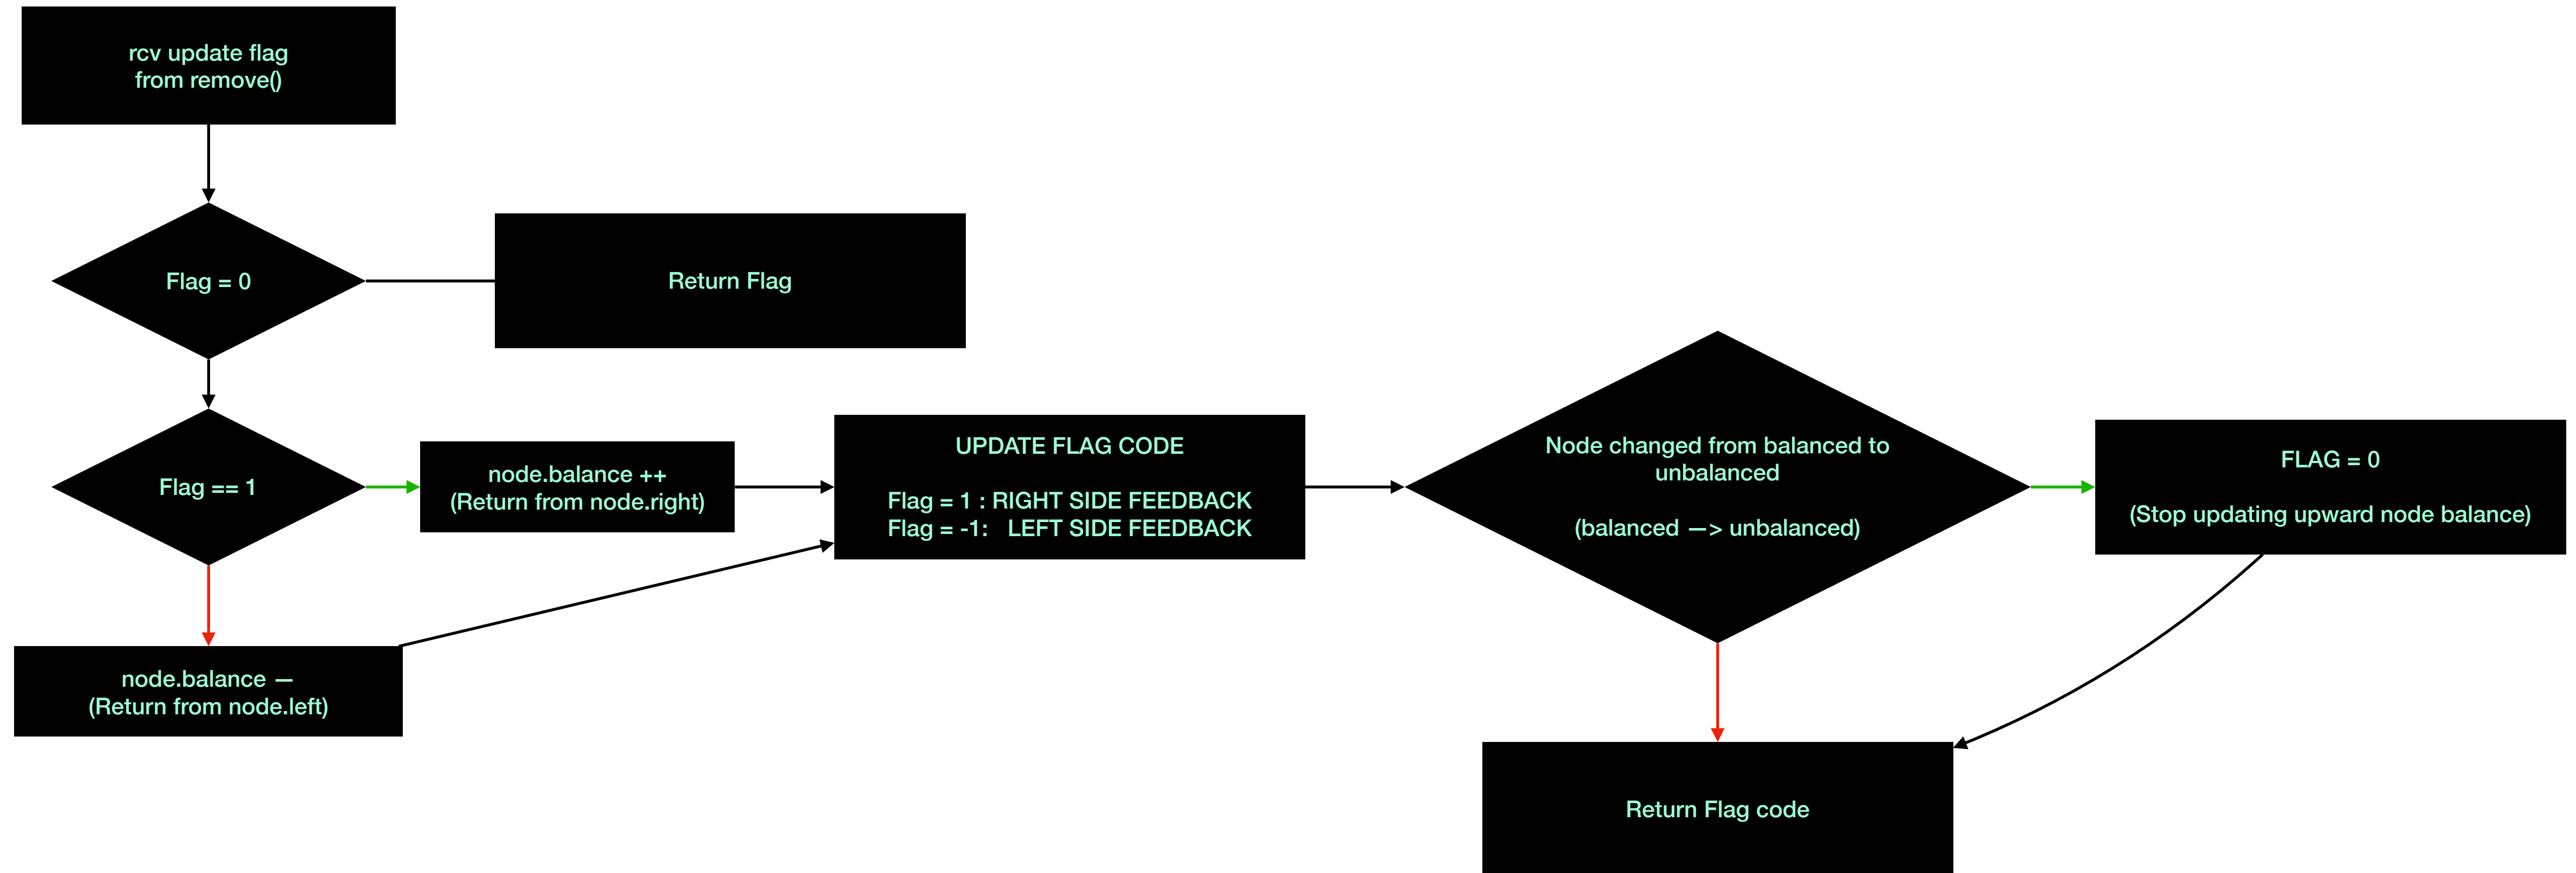 rcv update flag
from remove()
Flag = 0
Return Flag
Flag == 1
node.balance ++
(Return from node.right)
node.balance —
(Return from node.left)
UPDATE FLAG CODE
Flag = 1 : RIGHT SIDE FEEDBACK
Flag = -1: LEFT SIDE FEEDBACK
Node changed from balanced to
unbalanced
(balanced —> unbalanced)
FLAG = 0
(Stop updating upward node balance)
Return Flag code